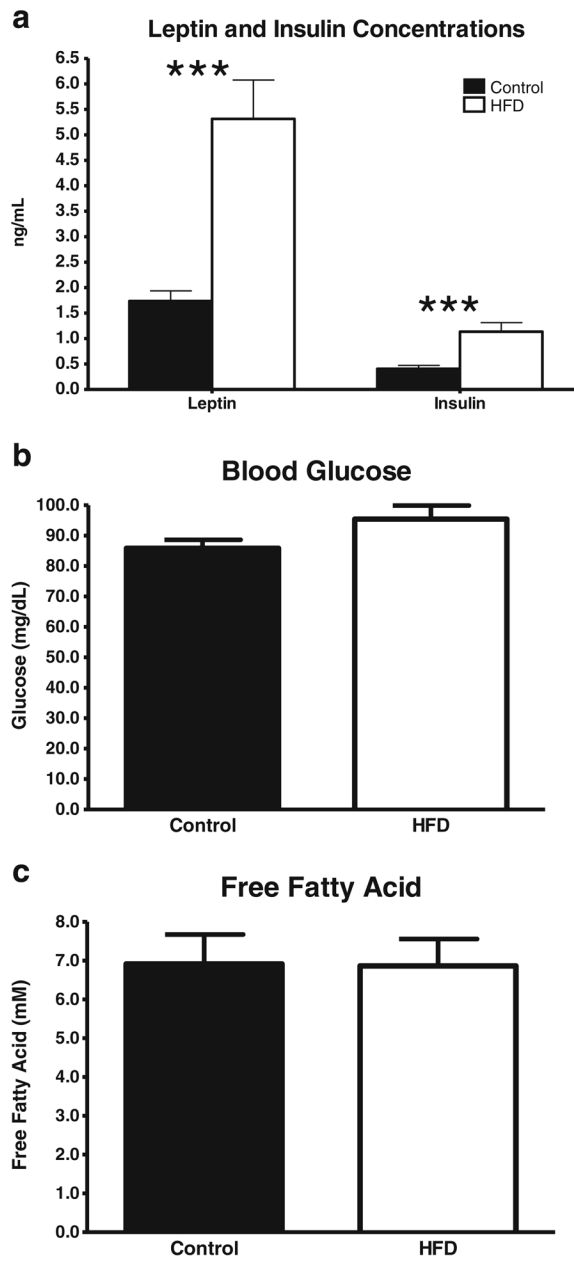 a
Leptin and Insulin Concentrations
6.5
6.0
5.5
5.0
4.5
4.0
3.5
3.0
2.5
2.0
1.5
1.0
0.5
0.0
ng/mL
***
***
Control
HFD
Leptin
Insulin
b
Blood Glucose
100.0
90.0
80.0
70.0
60.0
50.0
40.0
30.0
20.0
10.0
0.0
Glucose (mg/dL)
Control
HFD
c
Free Fatty Acid
8.0
7.0
6.0
5.0
4.0
3.0
2.0
1.0
0.0
Free Fatty Acid (mM)
Control
HFD